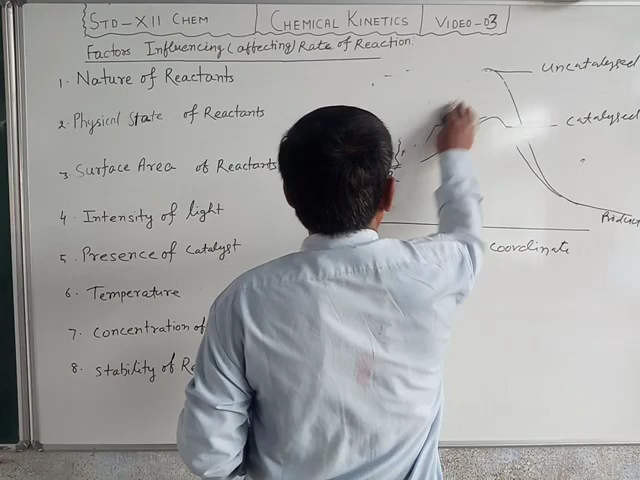 STD-XII CHEM
CHEMICAL KINETICS
VIDEO-03
Factors Influencing (affecting) Rate of Reaction.
1. Nature of Reactants
2. Physical State of Reactants
3. Surface Area of Reactants
4. Intensity of light
5. Presence of Catalyst
6. Temperature
7. Concentration of
8. Stability of
Uncatalysed
Catalysed
Product
Coordinate